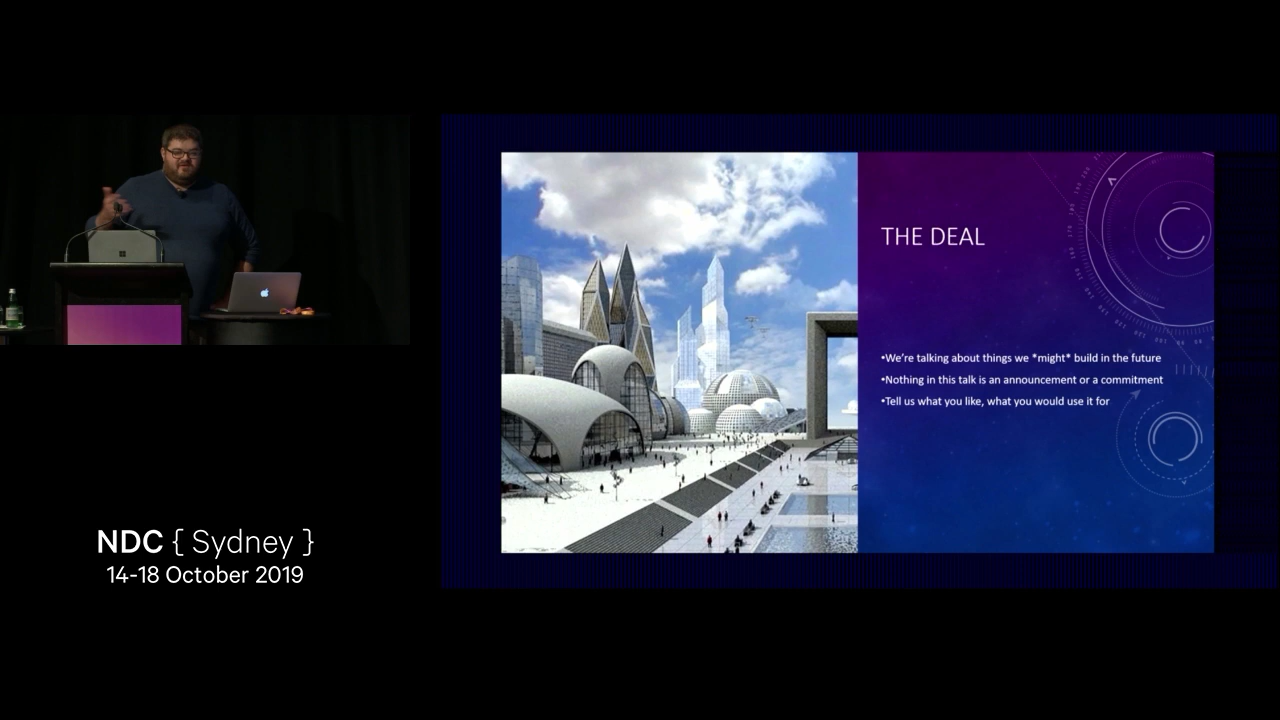 THE DEAL
•We're talking about things we *might* build in the future
•Nothing in this talk is an announcement or a commitment
•Tell us what you like, what you would use it for
NDC { Sydney }
14-18 October 2019